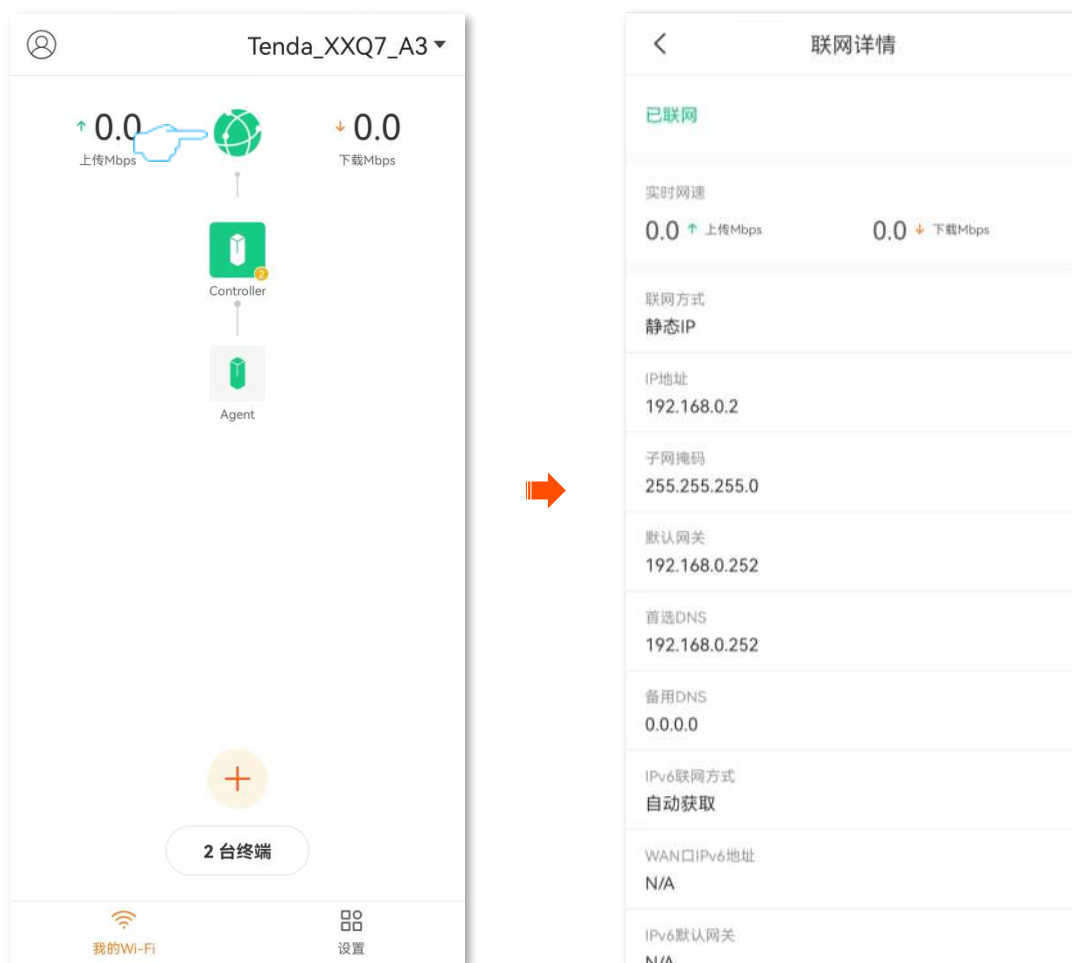 Tenda_XXQ7_A3
0.0
上传Mbps
0.0
下载Mbps
2
Controller
Agent
2 台终端
我的Wi-Fi
设置
联网详情
已联网
实时网速
0.0 上传Mbps
0.0 下载Mbps
联网方式
静态IP
IP地址
192.168.0.2
子网掩码
255.255.255.0
默认网关
192.168.0.252
首选DNS
192.168.0.252
备用DNS
0.0.0.0
IPv6联网方式
自动获取
WAN口IPv6地址
N/A
IPv6默认网关
N/A